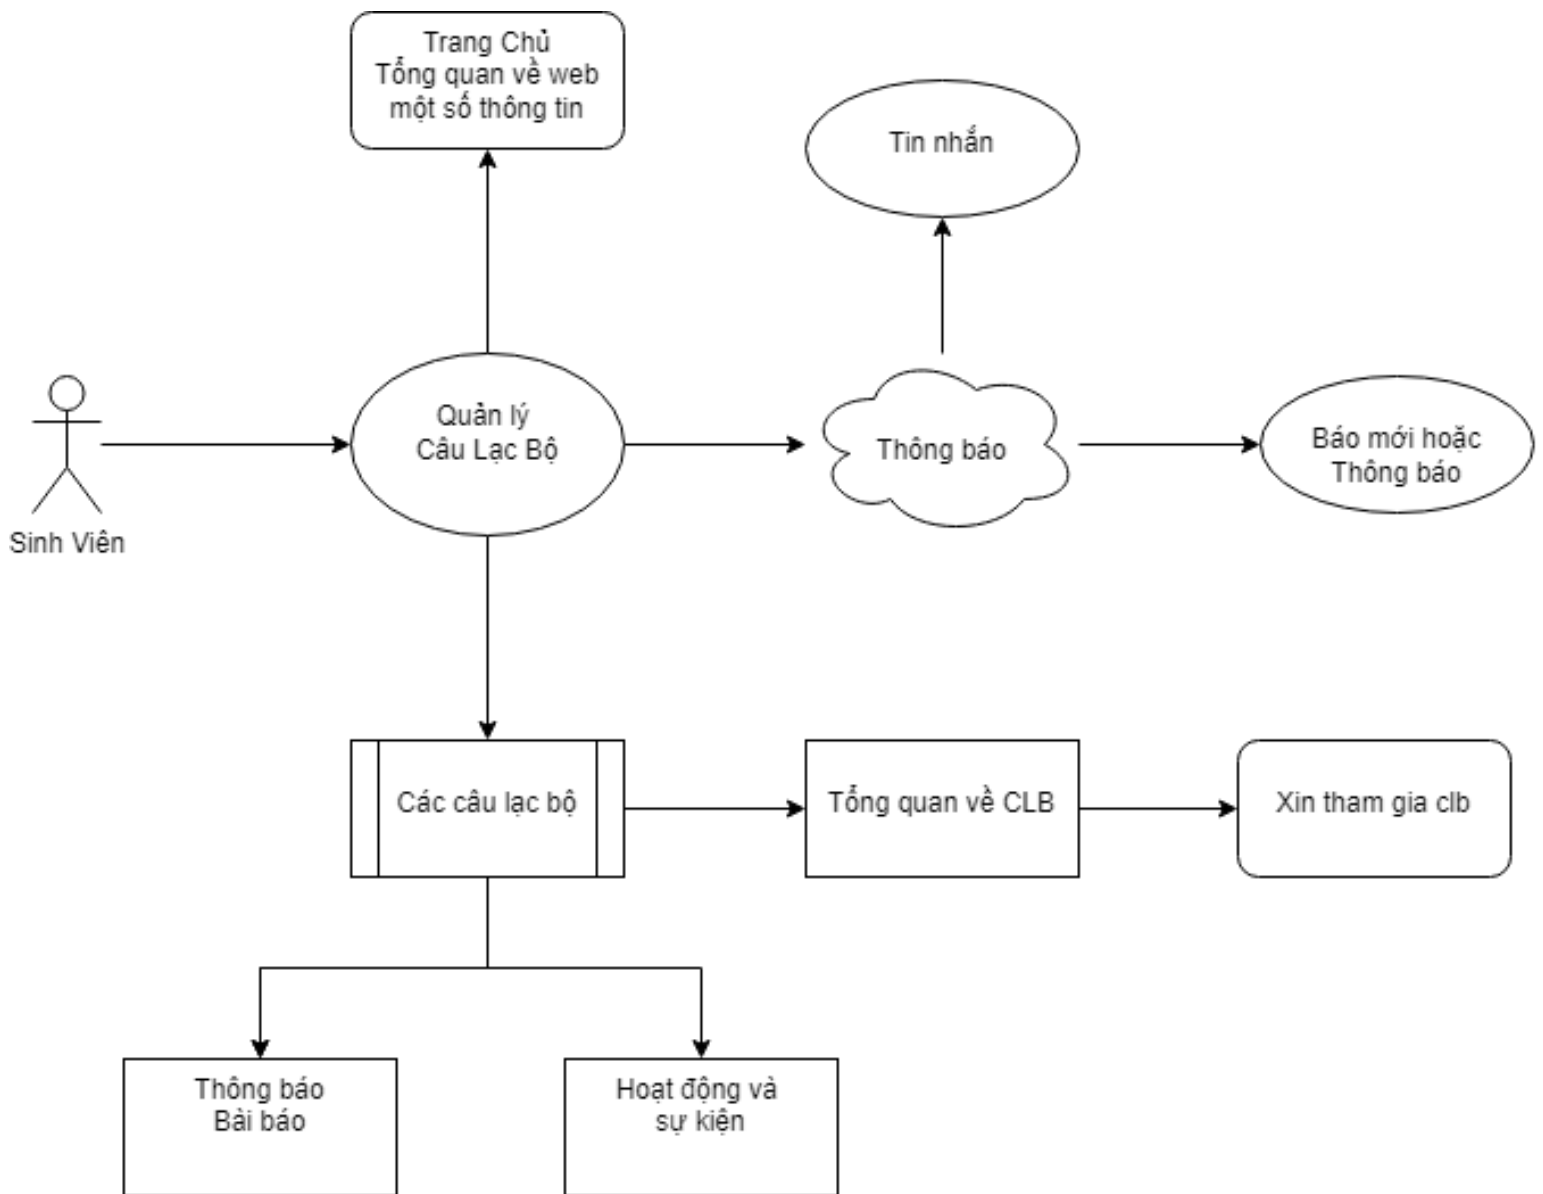 Trang Chủ
Tổng quan về web
một số thông tin
Tin nhắn
Quản lý
Câu Lạc Bộ
Thông báo
Báo mới hoặc
Thông báo
Sinh Viên
Các câu lạc bộ
Tổng quan về CLB
Xin tham gia clb
Thông báo
Bài báo
Hoạt động và
sự kiện